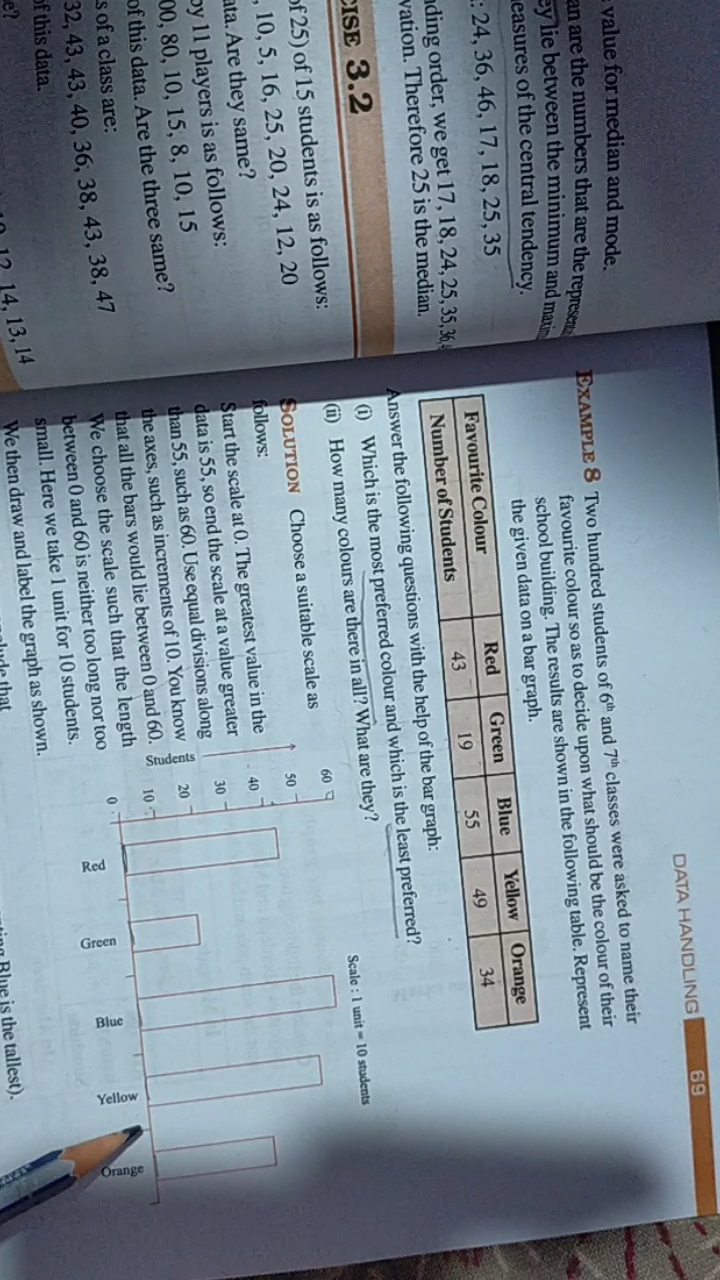 value for median and mode.
an are the numbers that are the
lie between the minimum and
easures of the central tendency.
: 24, 36, 46, 17, 18, 25, 35
nding order, we get 17, 18, 24, 25, 35, 36,
vation. Therefore 25 is the median.
CISE 3.2
of 25) of 15 students is as follows:
, 10, 5, 16, 25, 20, 24, 12, 20
ata. Are they same?
by 11 players is as follows:
00, 80, 10, 15, 8, 10, 15
of this data. Are the three same?
s of a class are:
32, 43, 43, 40, 36, 38, 43, 38, 47
of this data.
12, 14, 13, 14
DATA HANDLING 69
EXAMPLE 8 Two hundred students of 6th and 7th classes were asked to name their
favourite colour so as to decide upon what should be the colour of their
school building. The results are shown in the following table. Represent
the given data on a bar graph.
Favourite Colour Red Green Blue Yellow Orange
Number of Students 43 19 55 49 34
Answer the following questions with the help of the bar graph:
(i) Which is the most preferred colour and which is the least preferred?
(ii) How many colours are there in all? What are they?
SOLUTION Choose a suitable scale as
follows:
Start the scale at 0. The greatest value in the
data is 55, so end the scale at a value greater
than 55, such as 60. Use equal divisions along
the axes, such as increments of 10. You know
that all the bars would lie between 0 and 60.
We choose the scale such that the length
between 0 and 60 is neither too long nor too
small. Here we take 1 unit for 10 students.
We then draw and label the graph as shown.
Scale : 1 unit = 10 students
60
50
40
30
20
10
0
Students
Red Green Blue Yellow Orange
that
Blue is the tallest).